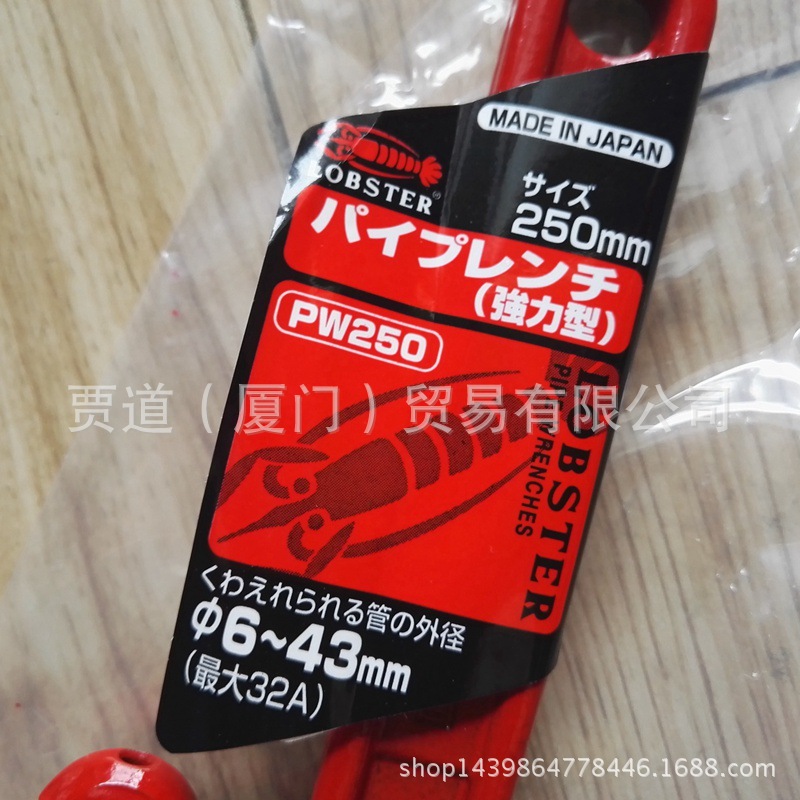 MADE IN JAPAN
LOBSTER®
サイズ
250mm
パイプレンチ
(強力型)
PW250
贾道（厦门）贸易有限公司
LOBSTER
PIPE WRENCHES
くわえれられる管の外径
φ6~43mm
(最大32A)
shop1439864778446.1688.com